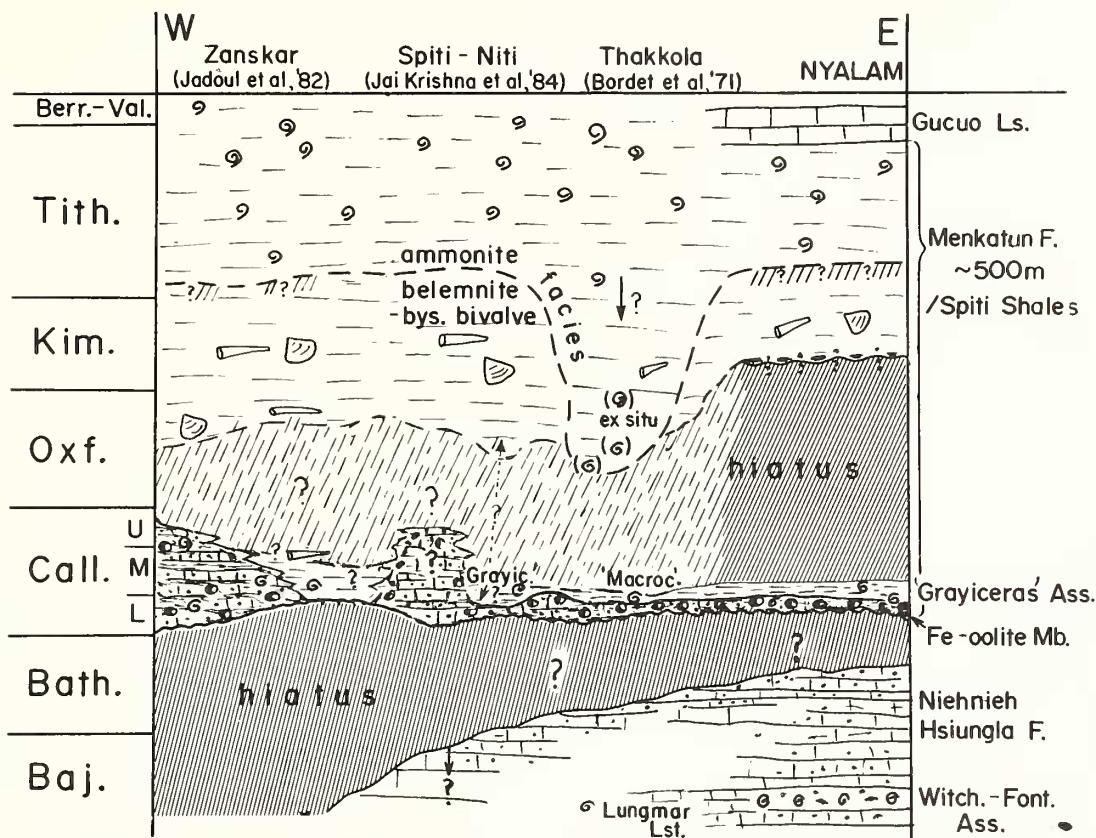 W
E
Zanskar
(Jadoul et al,'82)
Spiti - Niti
(Jai Krishna et al,'84)
Thakkola
(Bordet et al,'71)
NYALAM
Berr.-Val.
Tith.
Kim.
Oxf.
Call.
U
M
L
Bath.
Baj.
ammonite
belemnite
-bys. bivalve
facies
ex situ
hiatus
'Grayic.'
'Macroc.'
hiatus
Lungmar
Lst.
Gucuo Ls.
Menkatun F.
~500m
/Spiti Shales
'Grayiceras' Ass.
Fe-oolite Mb.
Niehnieh
Hsiungla F.
Witch.-Font.
Ass.